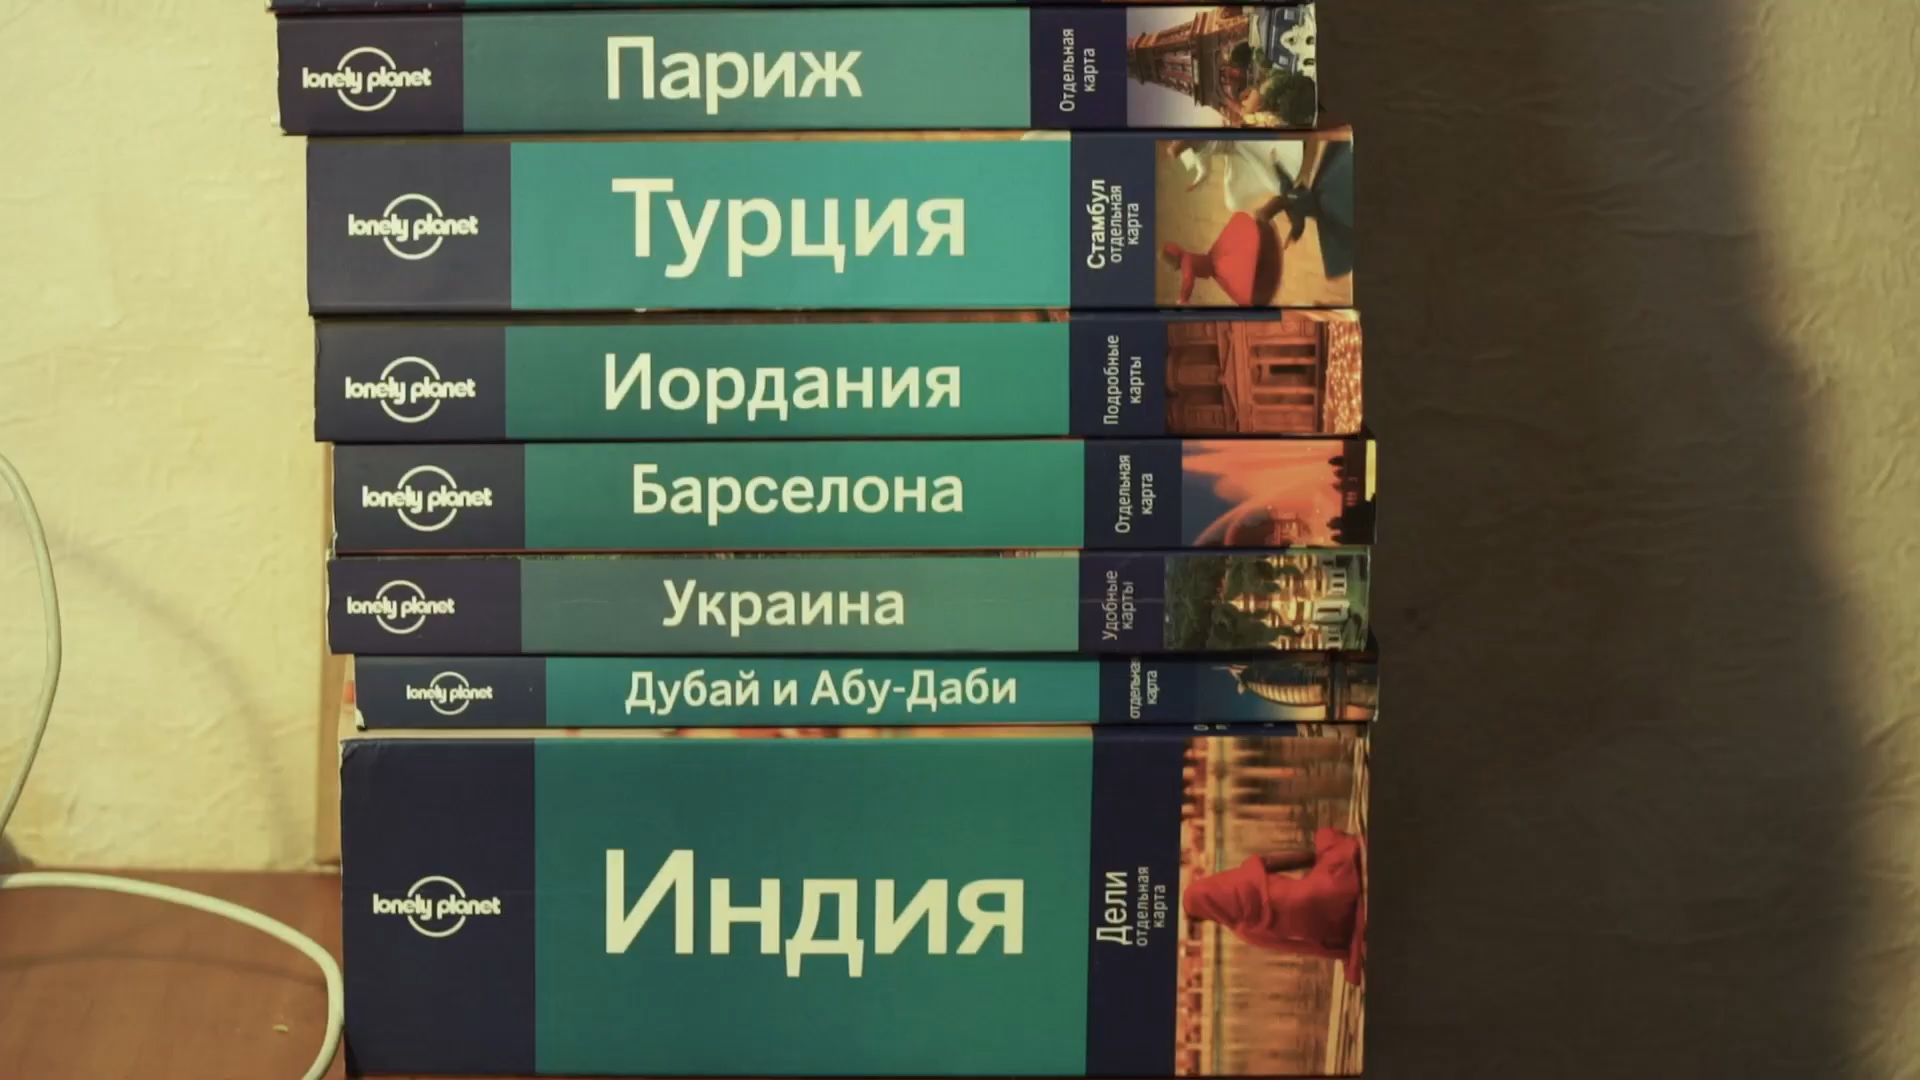 lonely planet
Париж
Отдельная
карта
lonely planet
Турция
Стамбул
отдельная
карта
lonely planet
Иордания
Подробные
карты
lonely planet
Барселона
Отдельная
карта
lonely planet
Украина
Удобные
карты
lonely planet
Дубай и Абу-Даби
отдельная
карта
lonely planet
Индия
Дели
отдельная
карта